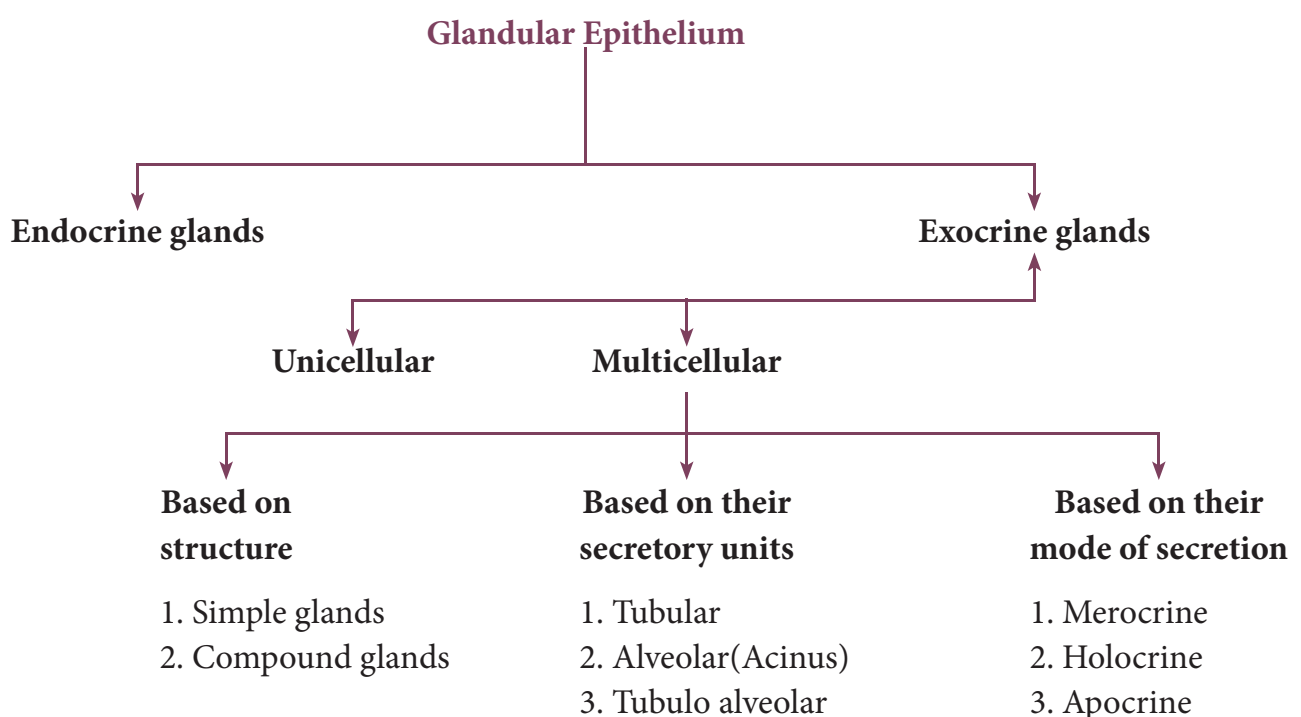 Glandular Epithelium
Endocrine glands
Exocrine glands
Unicellular
Multicellular
Based on
structure
1. Simple glands
2. Compound glands
Based on their
secretory units
1. Tubular
2. Alveolar(Acinus)
3. Tubulo alveolar
Based on their
mode of secretion
1. Merocrine
2. Holocrine
3. Apocrine